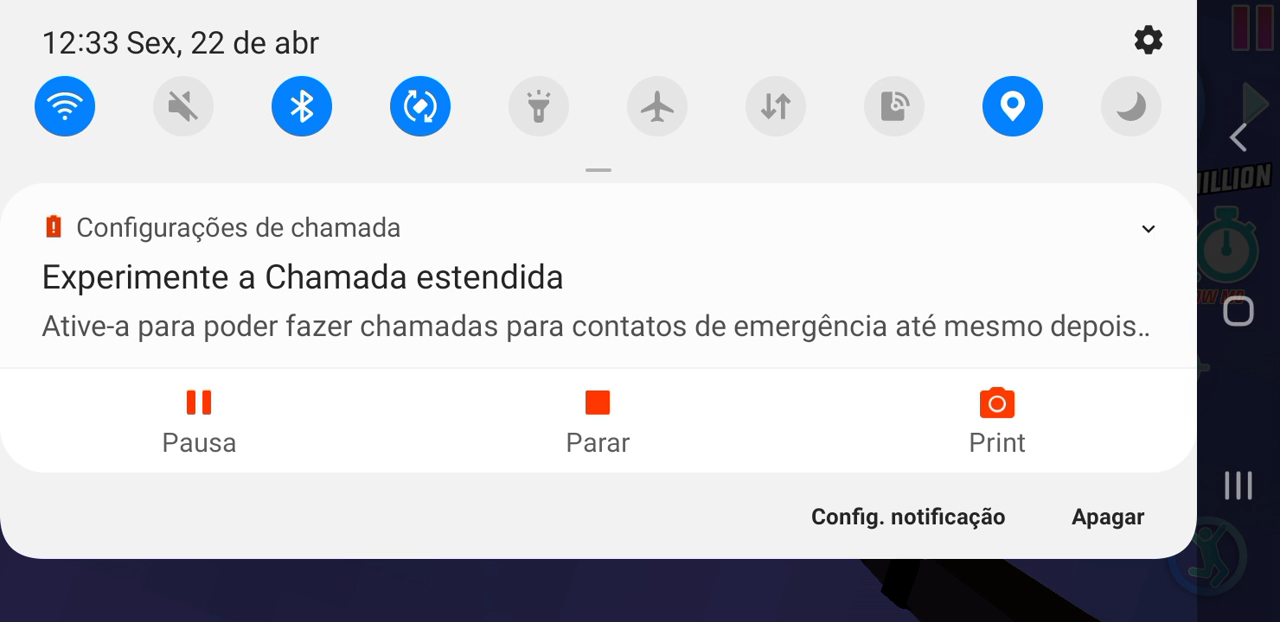 12:33 Sex, 22 de abr
Configurações de chamada
Experimente a Chamada estendida
Ative-a para poder fazer chamadas para contatos de emergência até mesmo depois..
Pausa
Parar
Print
Config. notificação
Apagar